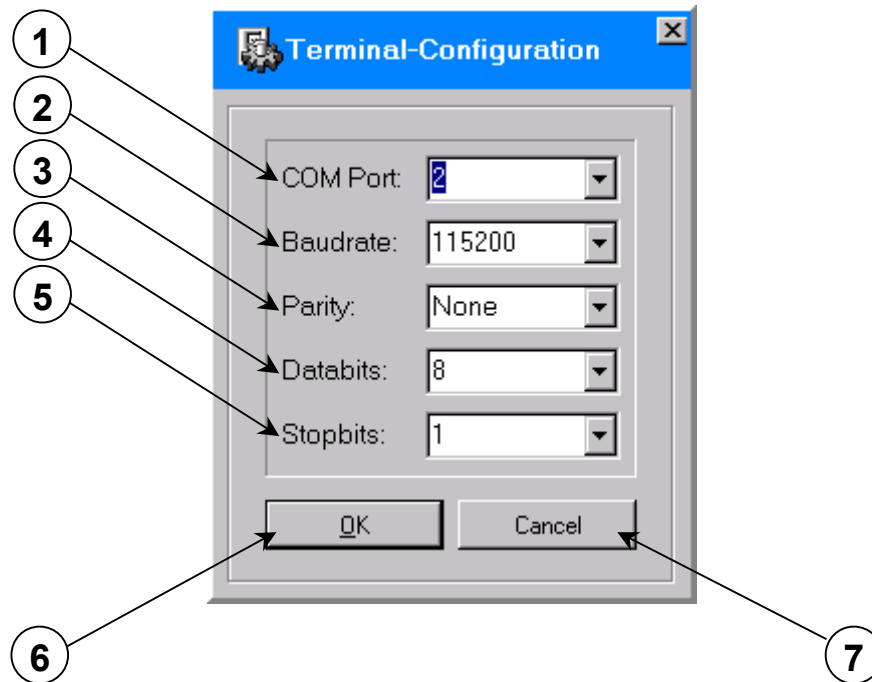 1
Terminal-Configuration
2
3
COM Port: 2
4
Baudrate: 115200
5
Parity: None
Databits: 8
Stopbits: 1
OK Cancel
6 7